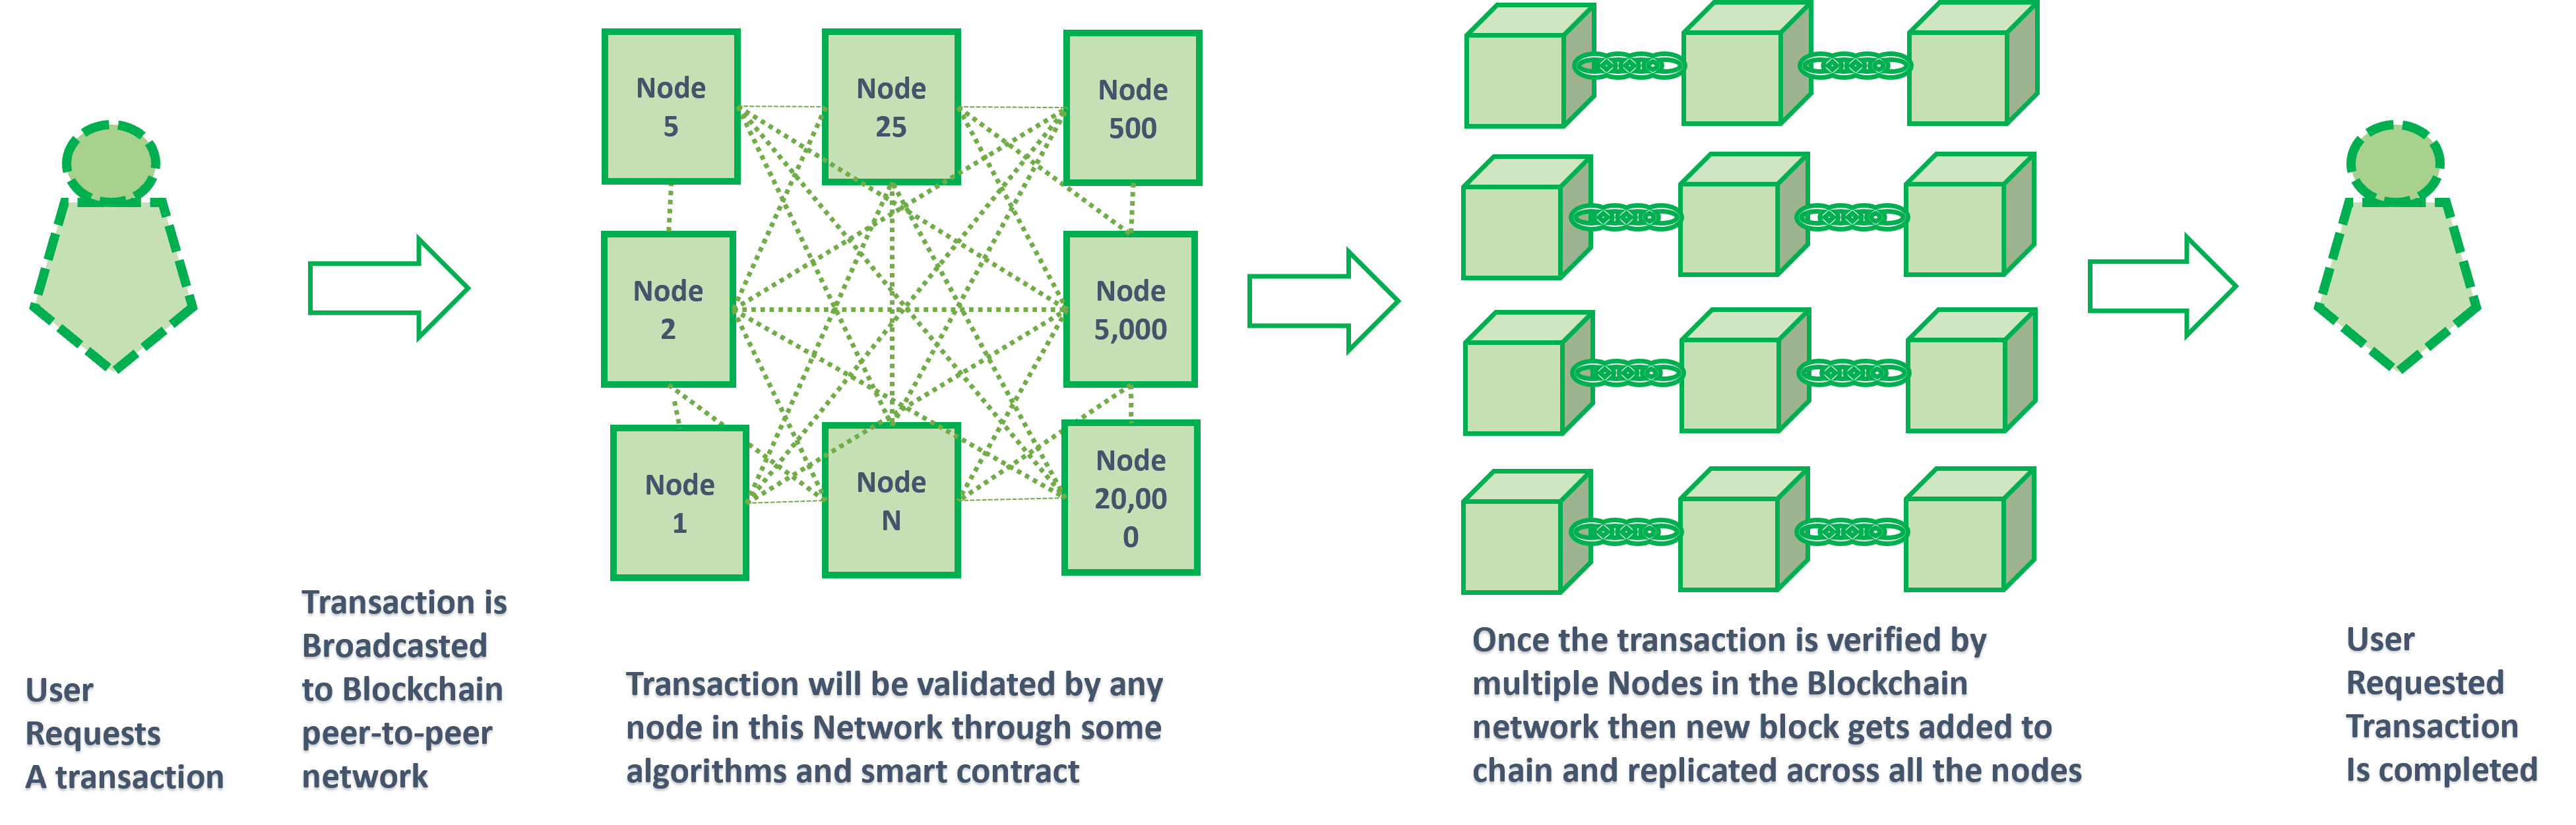 Node
5
Node
25
Node
500
Node
2
Node
5,000
Node
1
Node
N
Node
20,00
0
User
Requests
A transaction
Transaction is
Broadcasted
to Blockchain
peer-to-peer
network
Transaction will be validated by any
node in this Network through some
algorithms and smart contract
Once the transaction is verified by
multiple Nodes in the Blockchain
network then new block gets added to
chain and replicated across all the nodes
User
Requested
Transaction
Is completed